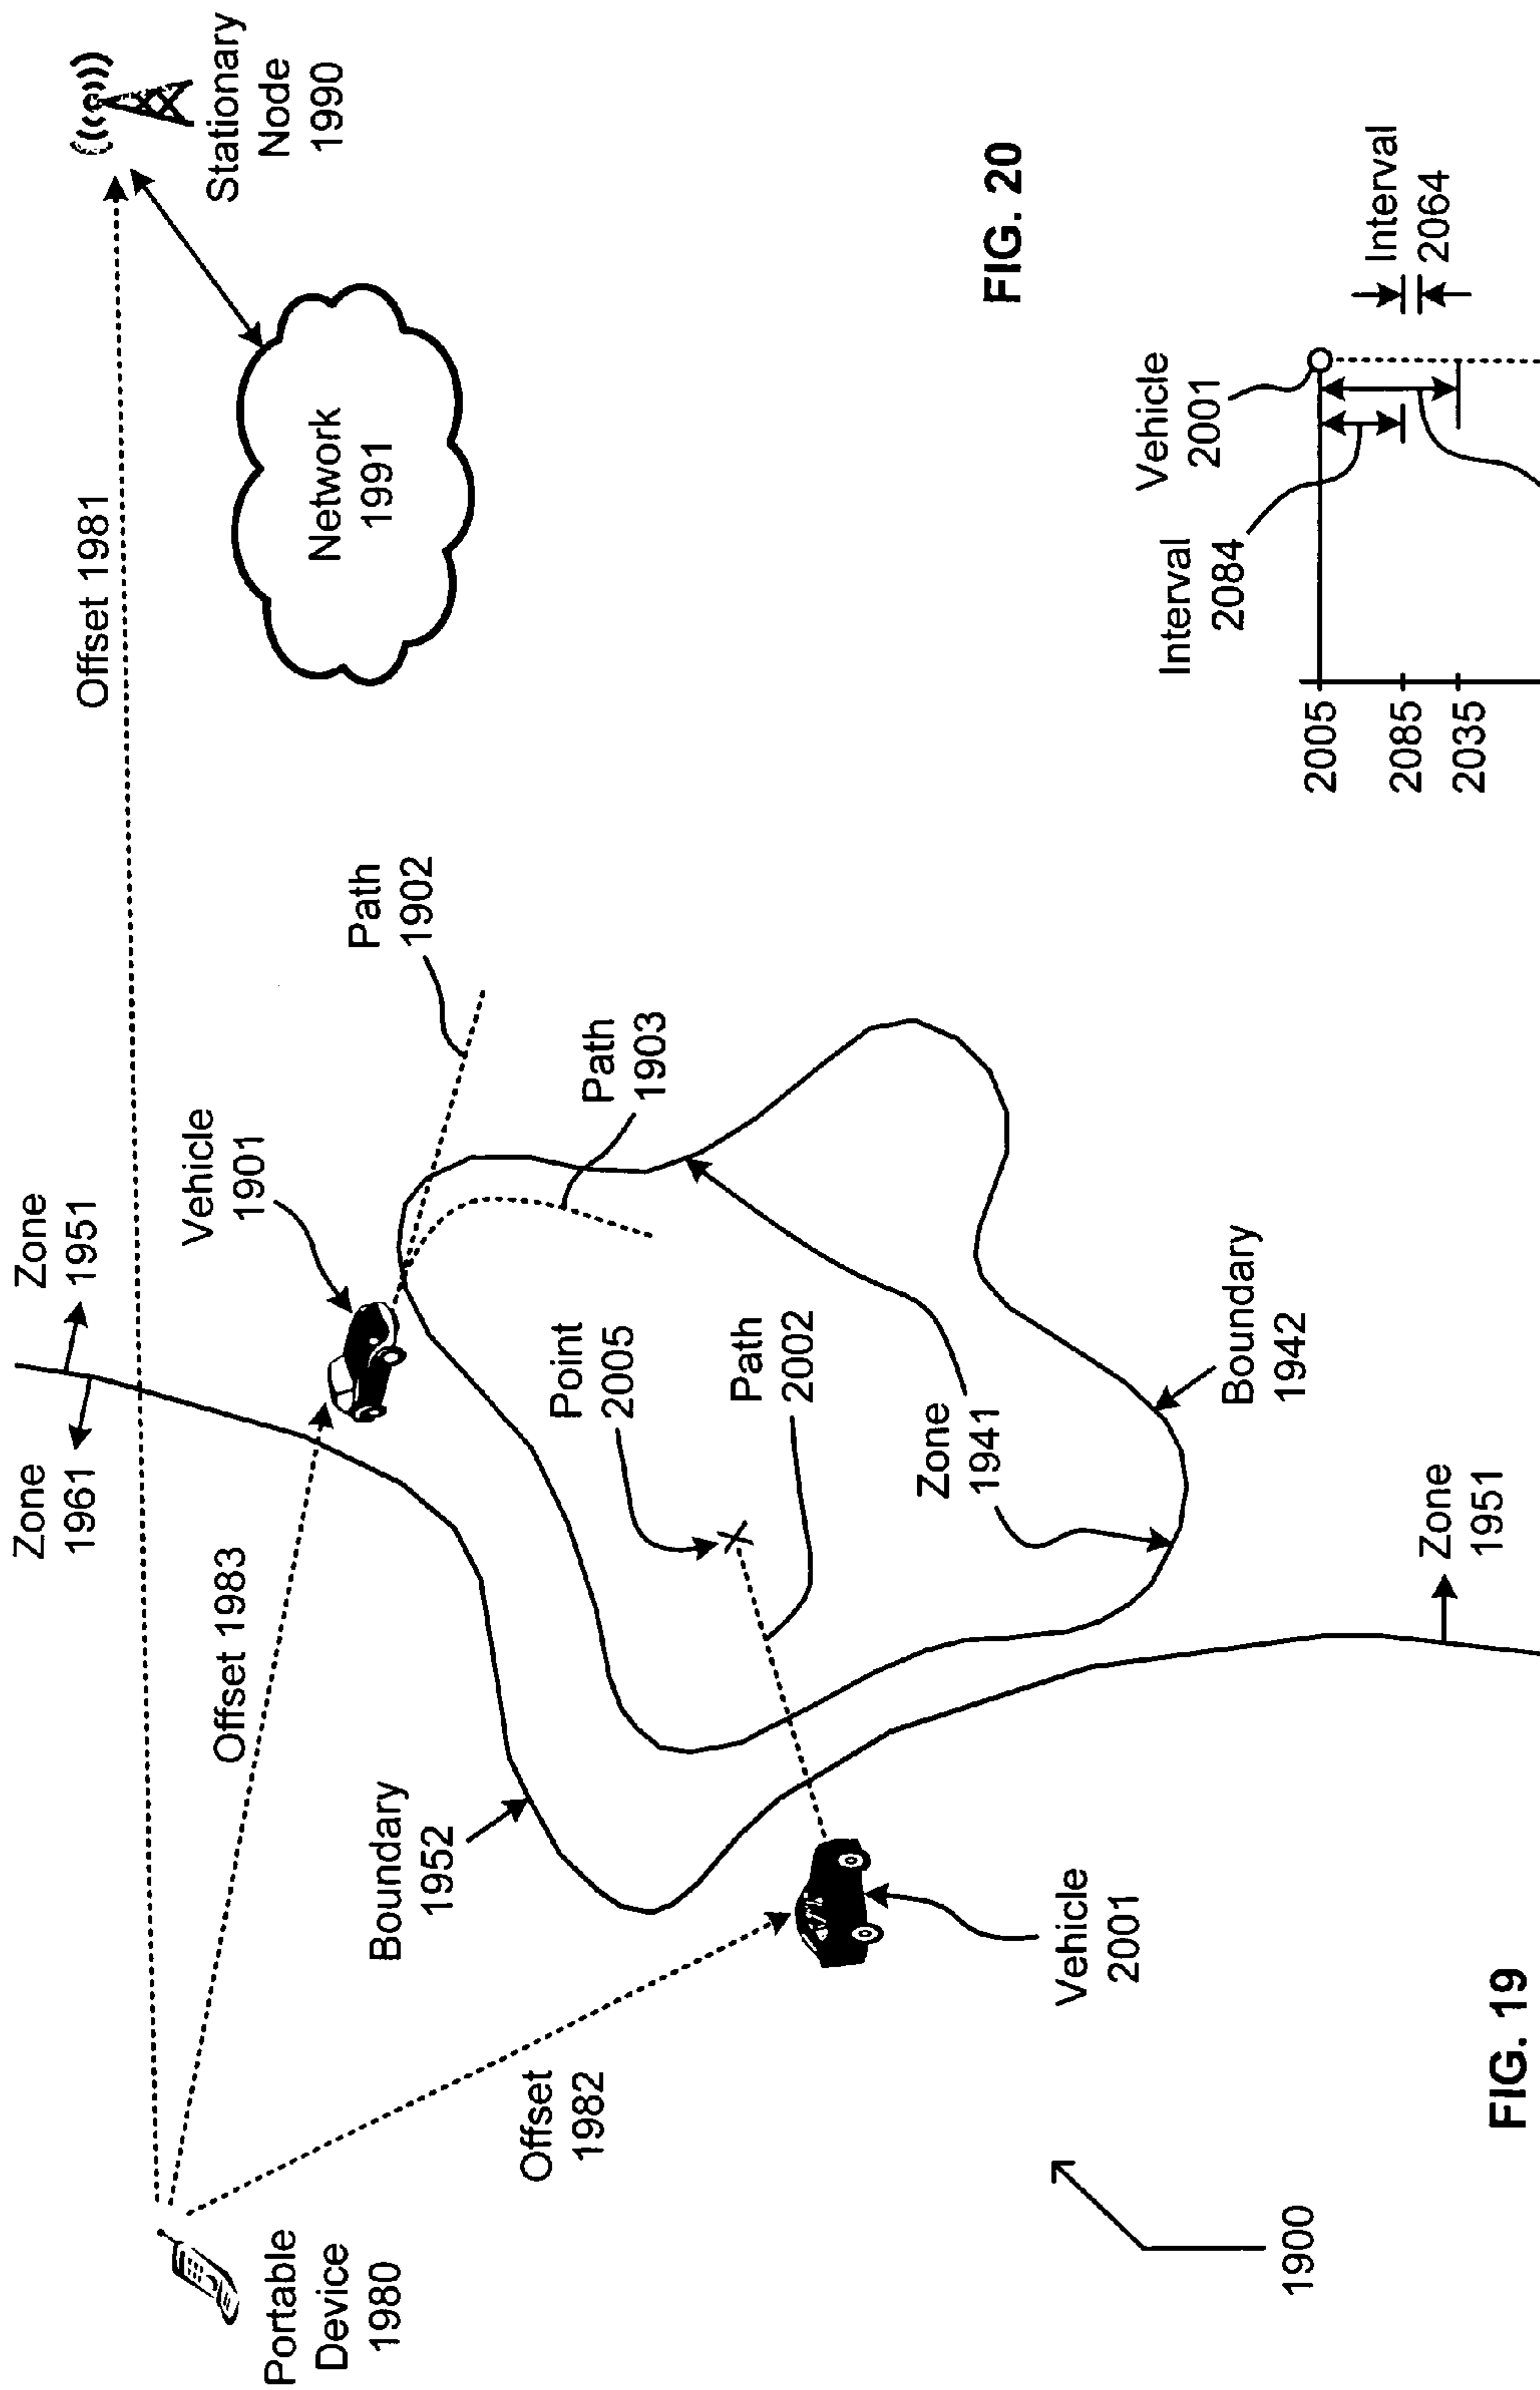 Zone
1961
Zone
1951
Offset 1981
Stationary
Node
1990
Vehicle
1901
Offset 1983
Path
1902
Network
1991
Portable
Device
1980
Boundary
1952
Path
1903
Point
2005
Path
2002
Offset
1982
Zone
1941
Vehicle
2001
Boundary
1942
Zone
1951
1900
FIG. 19
FIG. 20
Vehicle
2001
Interval
2084
Interval
2064
2005
2085
2035